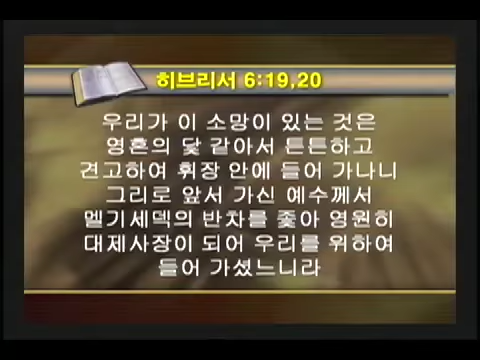 히브리서 6:19,20
우리가 이 소망이 있는 것은
영혼의 닻 같아서 튼튼하고
견고하여 휘장 안에 들어 가나니
그리로 앞서 가신 예수께서
멜기세덱의 반차를 좇아 영원히
대제사장이 되어 우리를 위하여
들어 가셨느니라